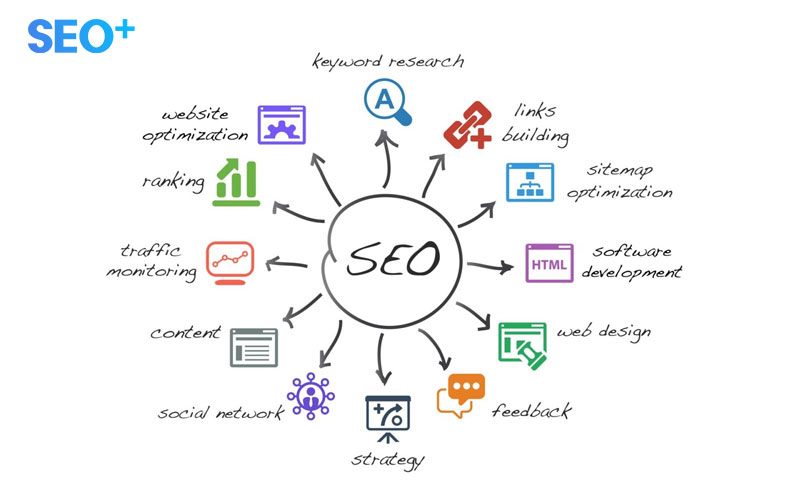 SEO+
keyword research
A
links
building
sitemap
optimization
HTML
software
development
web design
feedback
strategy
social network
content
traffic
monitoring
ranking
website
optimization
SEO